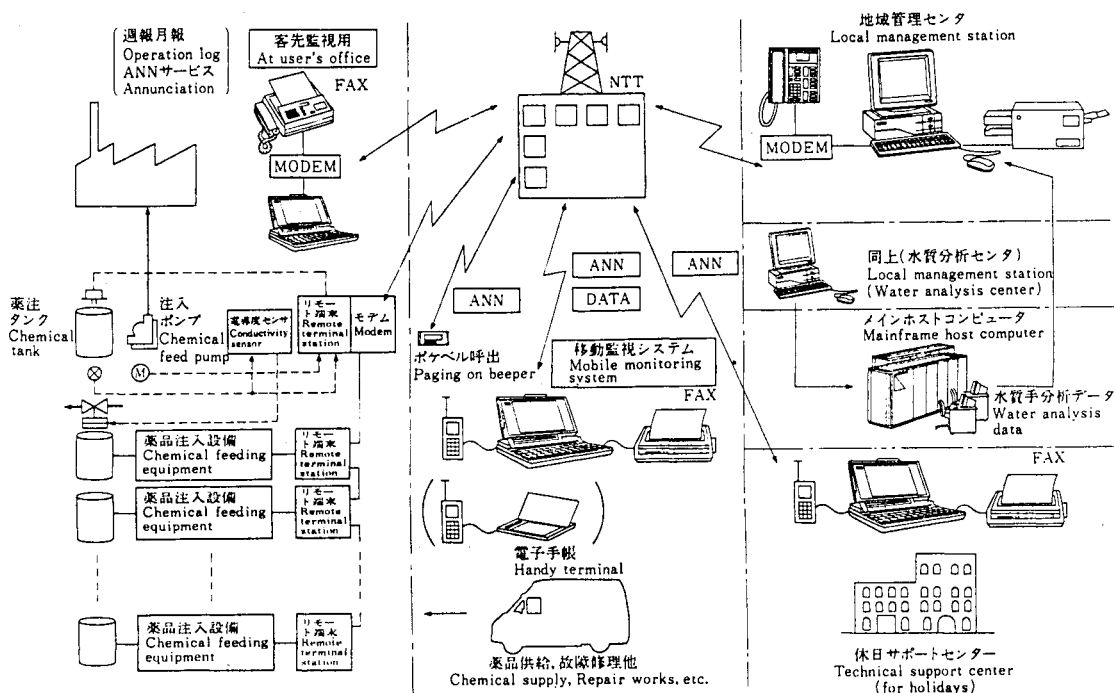 週報月報
Operation log
ANNサービス
Annunciation
客先監視用
At user's office
FAX
MODEM
薬注
タンク
Chemical
tank
注入
ポンプ
Chemical
feed pump
電導度センサ
Conductivity
sensor
リモー
ト端末
Remote
terminal
station
モデム
Modem
M
薬品注入設備
Chemical feeding
equipment
リモー
ト端末
Remote
terminal
station
薬品注入設備
Chemical feeding
equipment
リモー
ト端末
Remote
terminal
station
薬品注入設備
Chemical feeding
equipment
リモー
ト端末
Remote
terminal
station
NTT
ANN
ANN
DATA
ANN
ポケベル呼出
Paging on beeper
移動監視システム
Mobile monitoring
system
FAX
電子手帳
Handy terminal
薬品供給,故障修理他
Chemical supply, Repair works, etc.
地域管理センタ
Local management station
MODEM
同上(水質分析センタ)
Local management station
(Water analysis center)
メインホストコンピュータ
Mainframe host computer
水質手分析データ
Water analysis
data
FAX
休日サポートセンター
Technical support center
(for holidays)